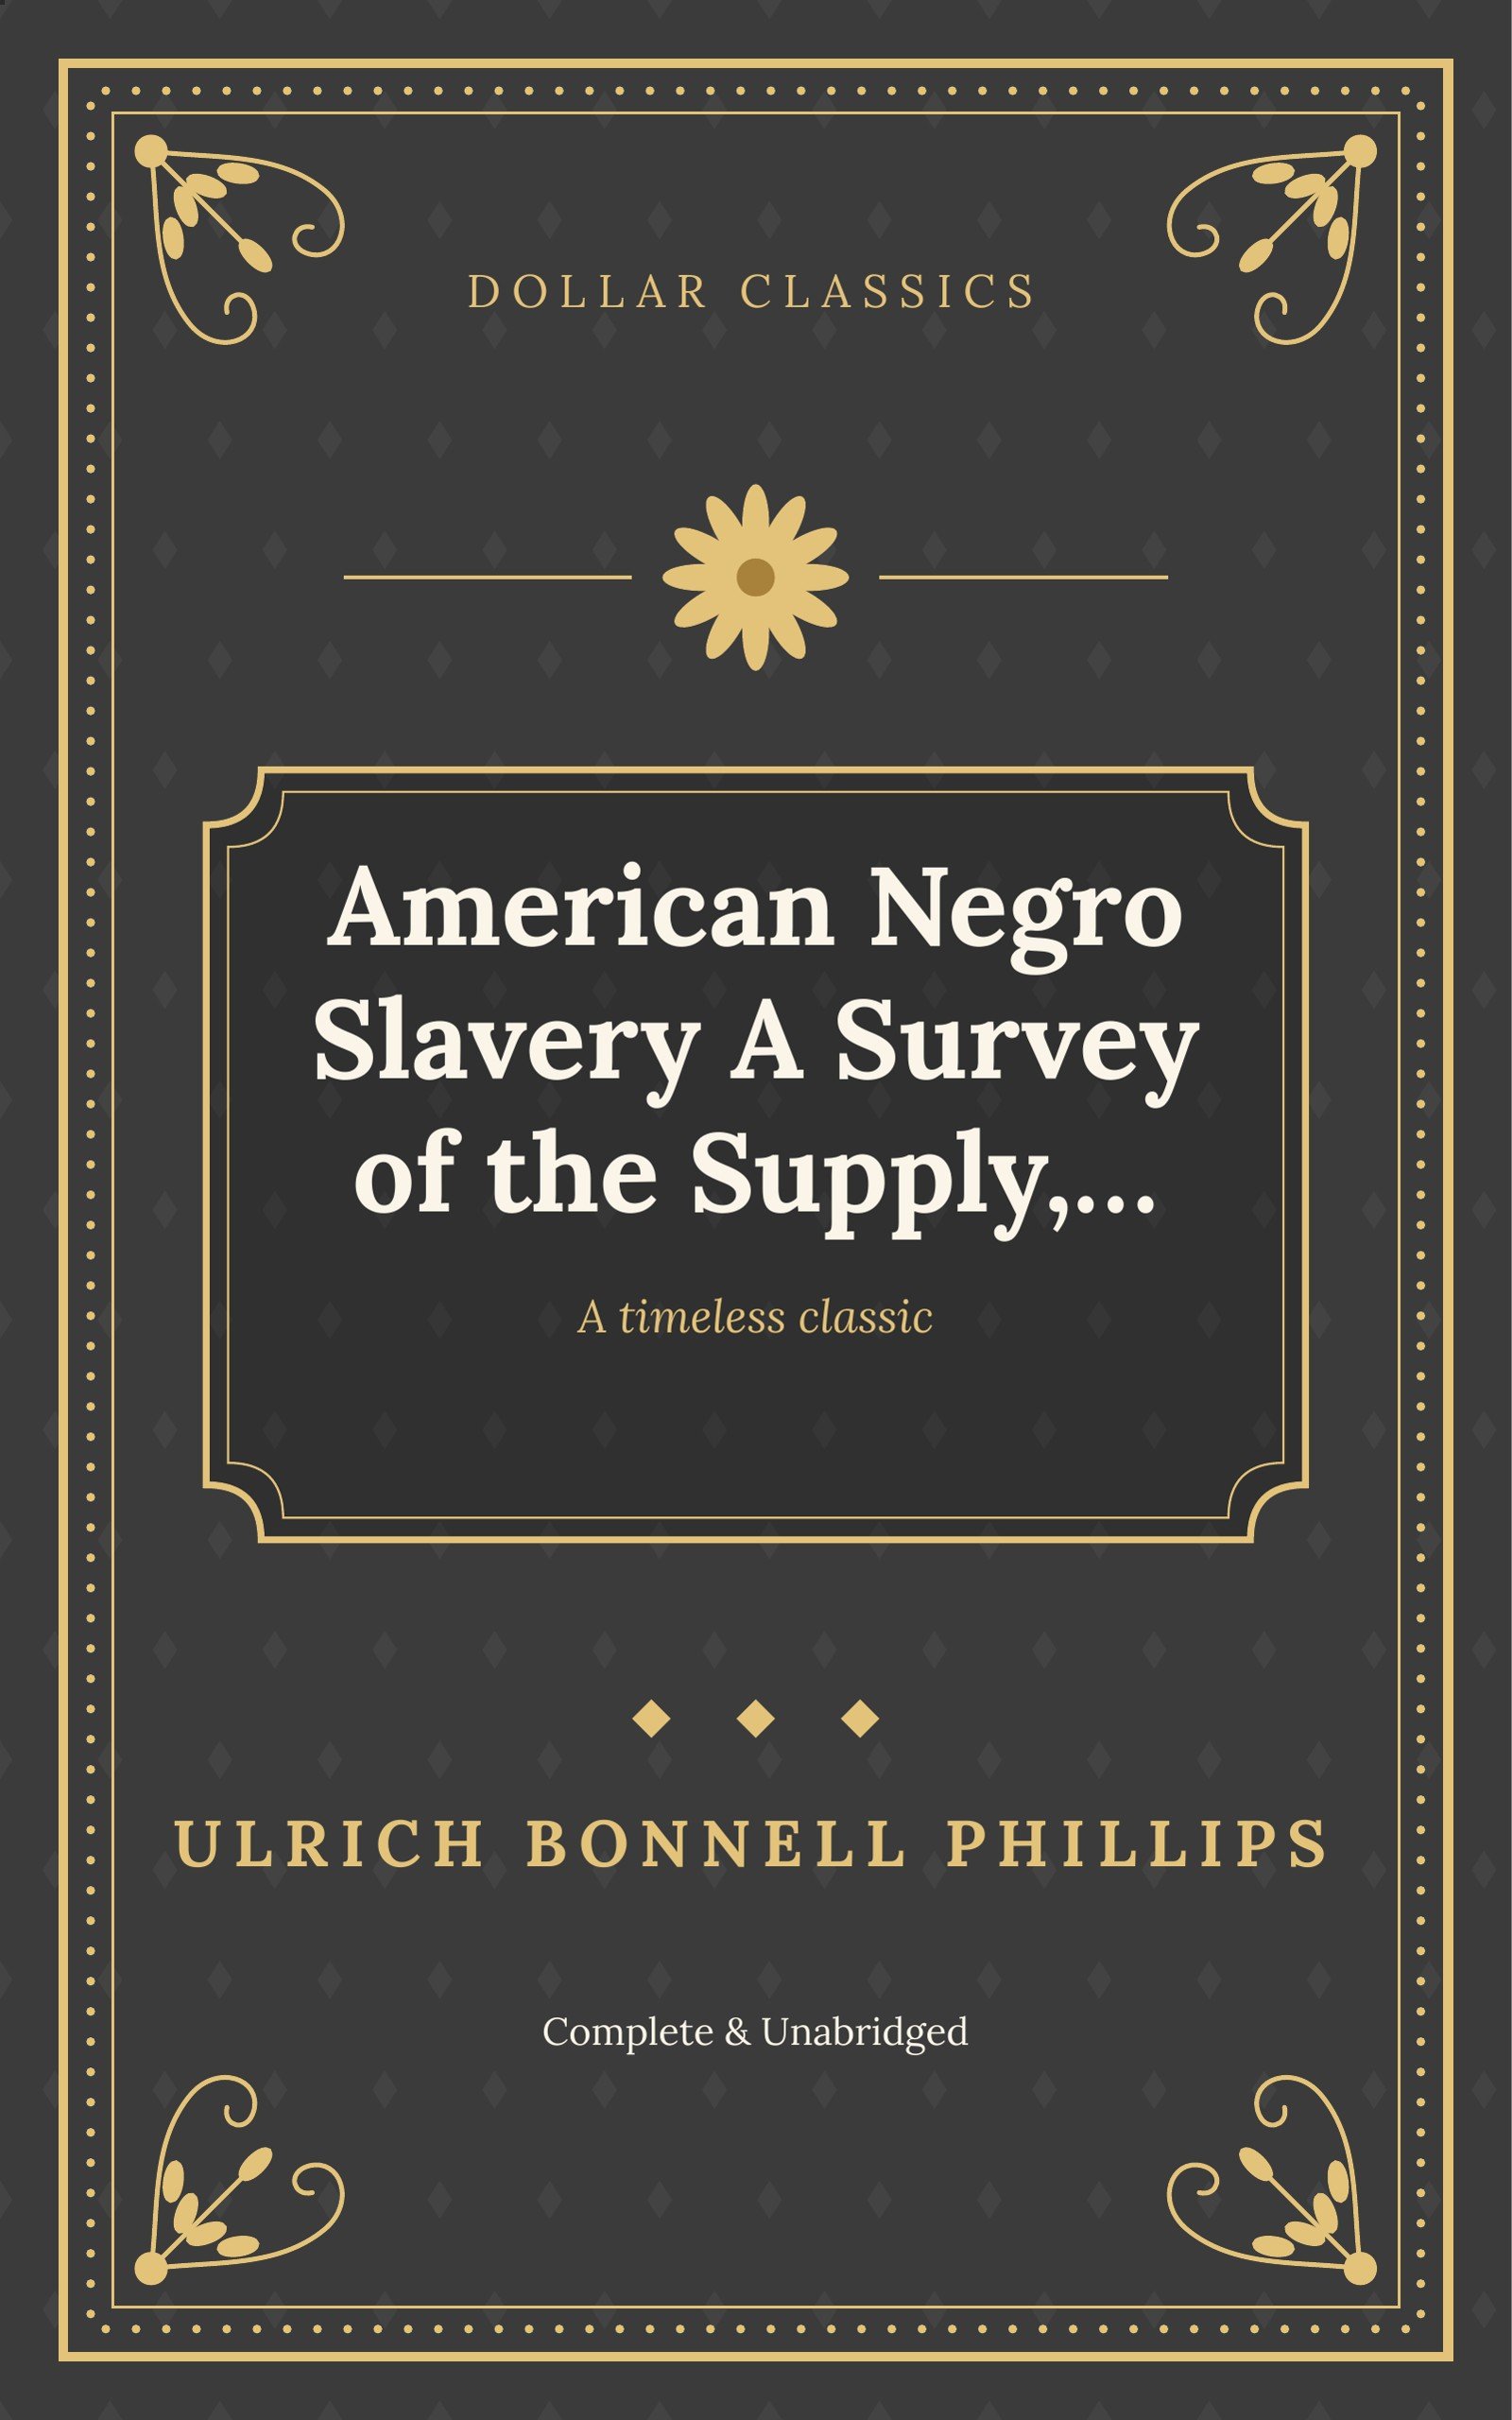 DOLLAR CLASSICS
American Negro
Slavery A Survey
of the Supply,...
A timeless classic
ULRICH BONNELL PHILLIPS
Complete & Unabridged